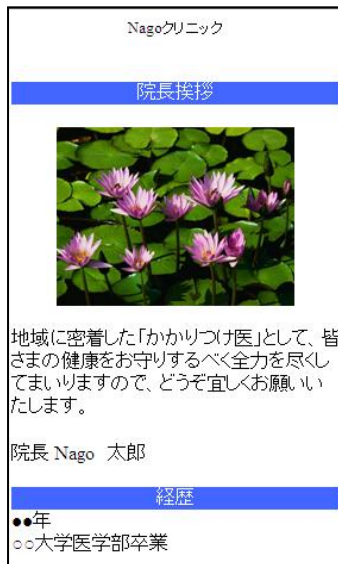 Nagoクリニック
院長挨拶
地域に密着した「かかりつけ医」として、皆
さまの健康をお守りするべく全力を尽くし
てまいりますので、どうぞ宜しくお願いい
たします。
院長 Nago 太郎
経歴
●●年
○○大学医学部卒業